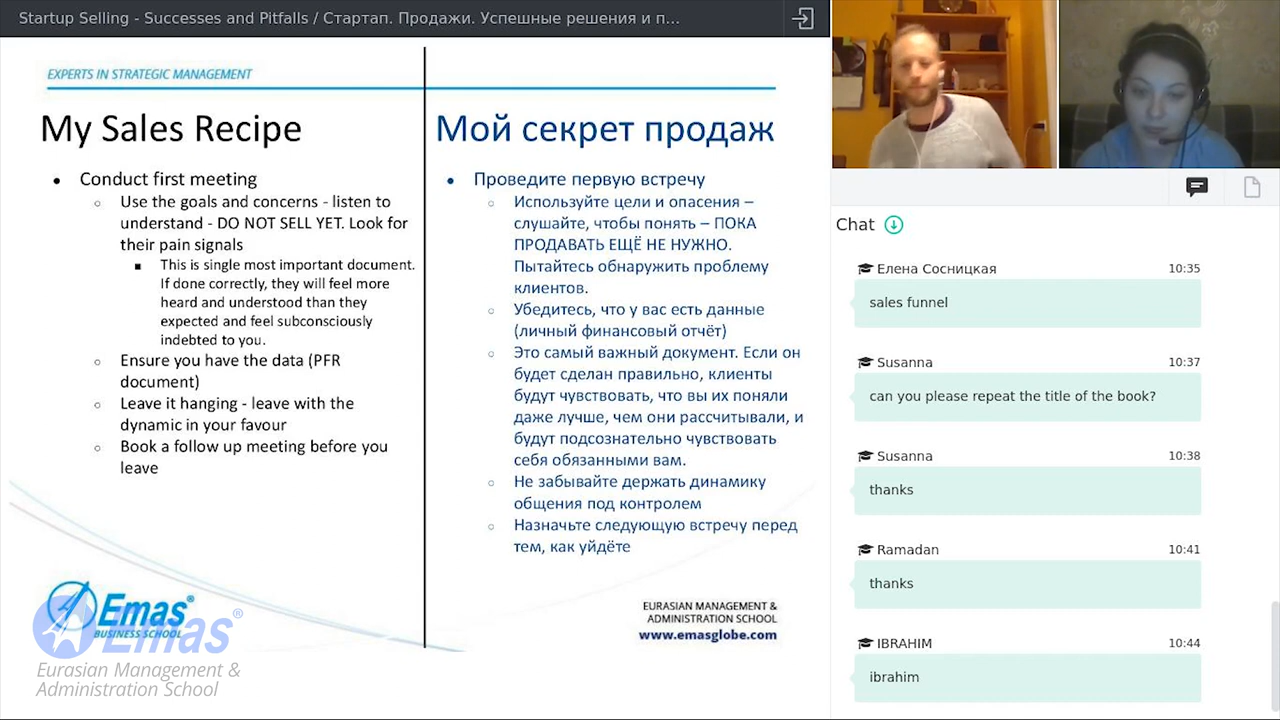 Startup Selling - Successes and Pitfalls / Стартап. Продажи. Успешные решения и п...
EXPERTS IN STRATEGIC MANAGEMENT
My Sales Recipe
• Conduct first meeting
○ Use the goals and concerns - listen to
understand - DO NOT SELL YET. Look for
their pain signals
■ This is single most important document.
If done correctly, they will feel more
heard and understood than they
expected and feel subconsciously
indebted to you.
○ Ensure you have the data (PFR
document)
○ Leave it hanging - leave with the
dynamic in your favour
○ Book a follow up meeting before you
leave
Мой секрет продаж
• Проведите первую встречу
○ Используйте цели и опасения –
слушайте, чтобы понять – ПОКА
ПРОДАВАТЬ ЕЩЁ НЕ НУЖНО.
Пытайтесь обнаружить проблему
клиентов.
○ Убедитесь, что у вас есть данные
(личный финансовый отчёт)
○ Это самый важный документ. Если он
будет сделан правильно, клиенты
будут чувствовать, что вы их поняли
даже лучше, чем они рассчитывали, и
будут подсознательно чувствовать
себя обязанными вам.
○ Не забывайте держать динамику
общения под контролем
○ Назначьте следующую встречу перед
тем, как уйдёте
Emas®
BUSINESS SCHOOL
Emas®
Eurasian Management &
Administration School
EURASIAN MANAGEMENT &
ADMINISTRATION SCHOOL
www.emasglobe.com
Chat
Елена Сосницкая 10:35
sales funnel
Susanna 10:37
can you please repeat the title of the book?
Susanna 10:38
thanks
Ramadan 10:41
thanks
IBRAHIM 10:44
ibrahim